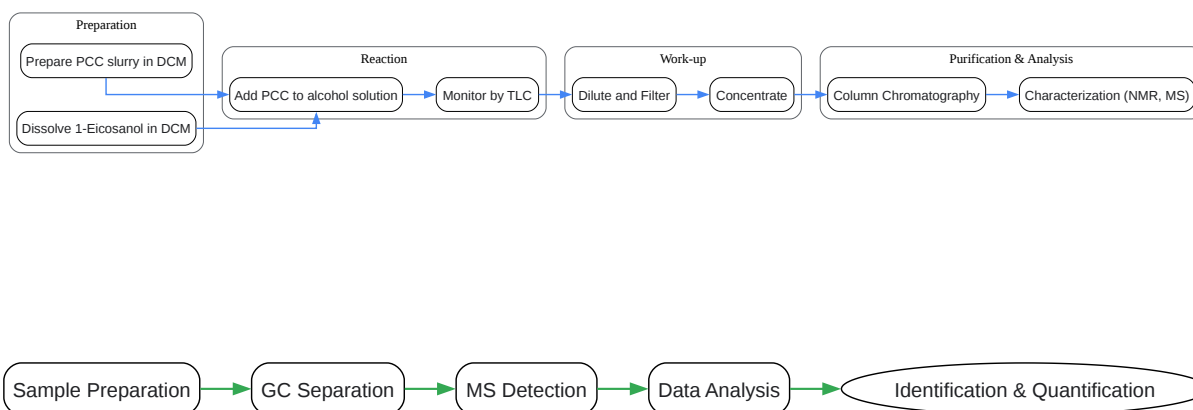 Preparation
Prepare PCC slurry in DCM
Dissolve 1-Eicosanol in DCM
Reaction
Add PCC to alcohol solution
Monitor by TLC
Work-up
Dilute and Filter
Concentrate
Purification & Analysis
Column Chromatography
Characterization (NMR, MS)
Sample Preparation
GC Separation
MS Detection
Data Analysis
Identification & Quantification